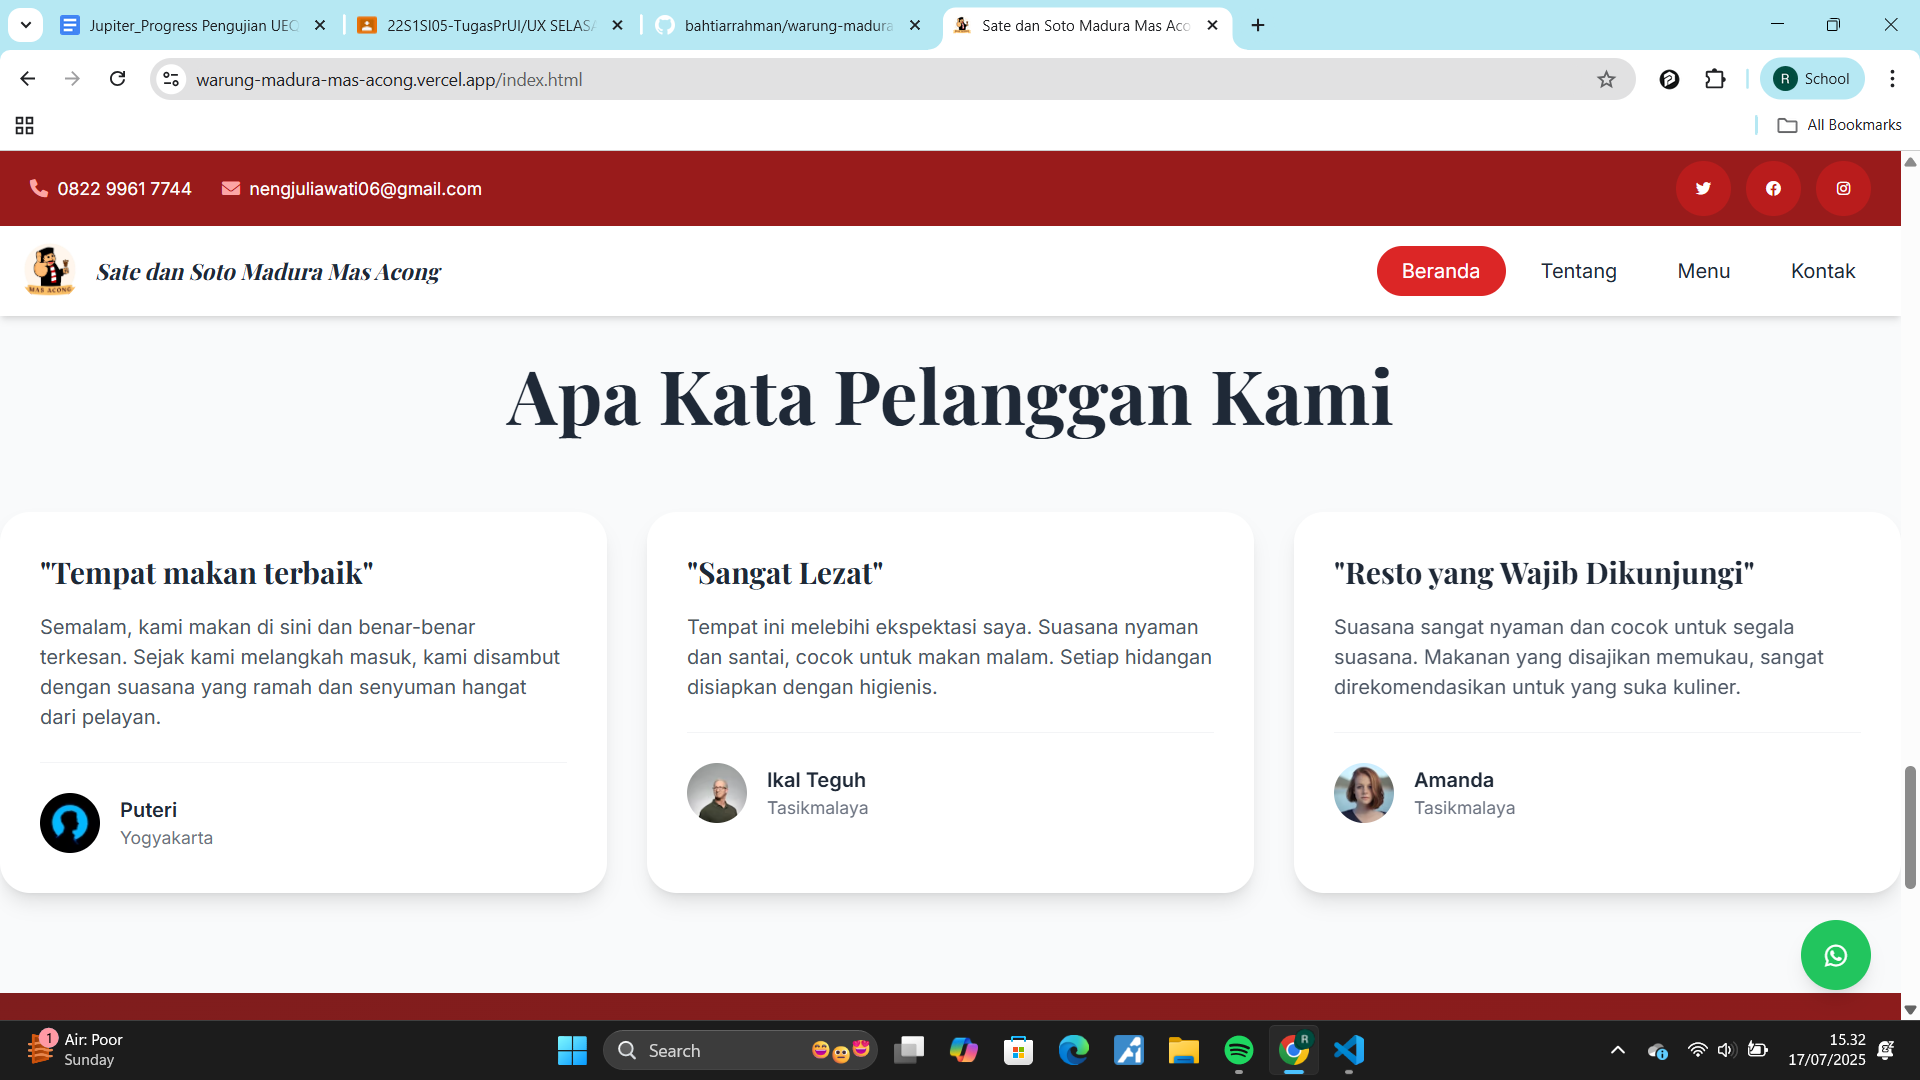 Jupiter_Progress Pengujian UEQ
22S1SI05-TugasPrUI/UX SELASA
bahtiarrahman/warung-madura
Sate dan Soto Madura Mas Aco
warung-madura-mas-acong.vercel.app/index.html
R School
All Bookmarks
0822 9961 7744
nengjuliawati06@gmail.com
MAS ACONG
Sate dan Soto Madura Mas Acong
Beranda
Tentang
Menu
Kontak
Apa Kata Pelanggan Kami
"Tempat makan terbaik"
Semalam, kami makan di sini dan benar-benar
terkesan. Sejak kami melangkah masuk, kami disambut
dengan suasana yang ramah dan senyuman hangat
dari pelayan.
Puteri
Yogyakarta
"Sangat Lezat"
Tempat ini melebihi ekspektasi saya. Suasana nyaman
dan santai, cocok untuk makan malam. Setiap hidangan
disiapkan dengan higienis.
Ikal Teguh
Tasikmalaya
"Resto yang Wajib Dikunjungi"
Suasana sangat nyaman dan cocok untuk segala
suasana. Makanan yang disajikan memukau, sangat
direkomendasikan untuk yang suka kuliner.
Amanda
Tasikmalaya
1
Air: Poor
Sunday
Search
R
15.32
17/07/2025